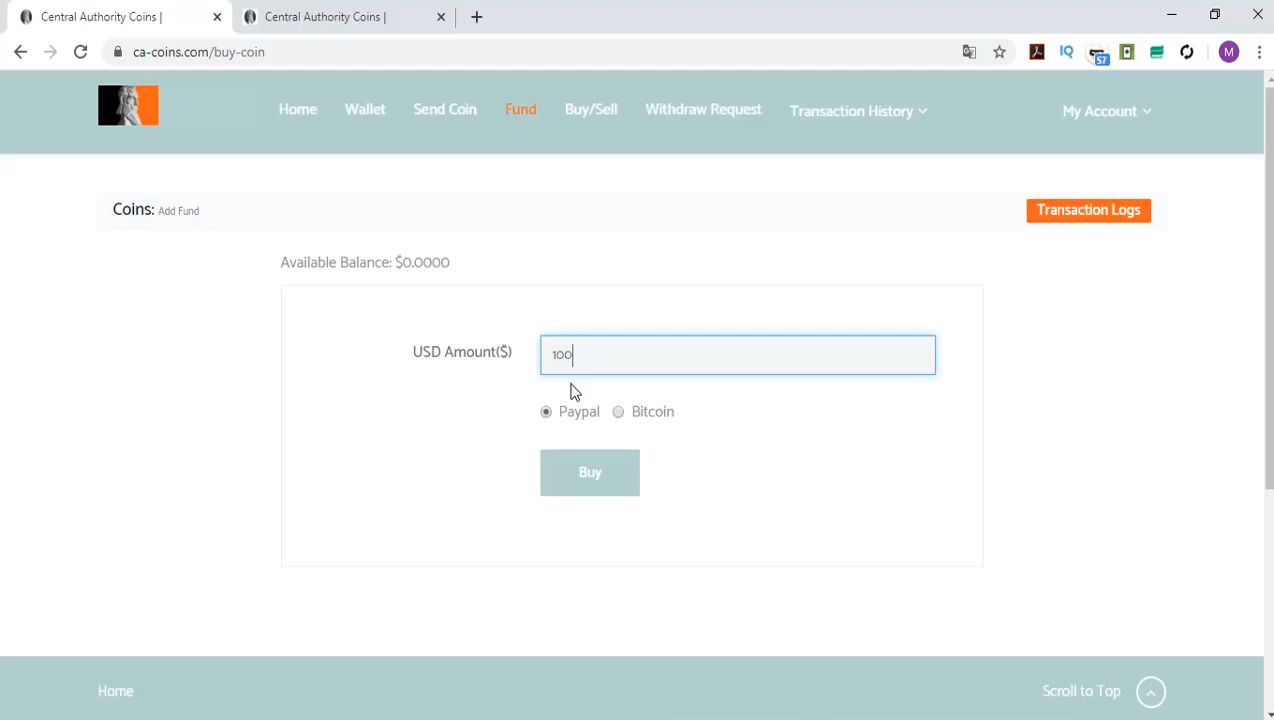 Central Authority Coins |
Central Authority Coins |
ca-coins.com/buy-coin
IQ
57
M
Home Wallet Send Coin Fund Buy/Sell Withdraw Request Transaction History My Account
Coins: Add Fund
Transaction Logs
Available Balance: $0.0000
USD Amount($)
100
Paypal Bitcoin
Buy
Home
Scroll to Top